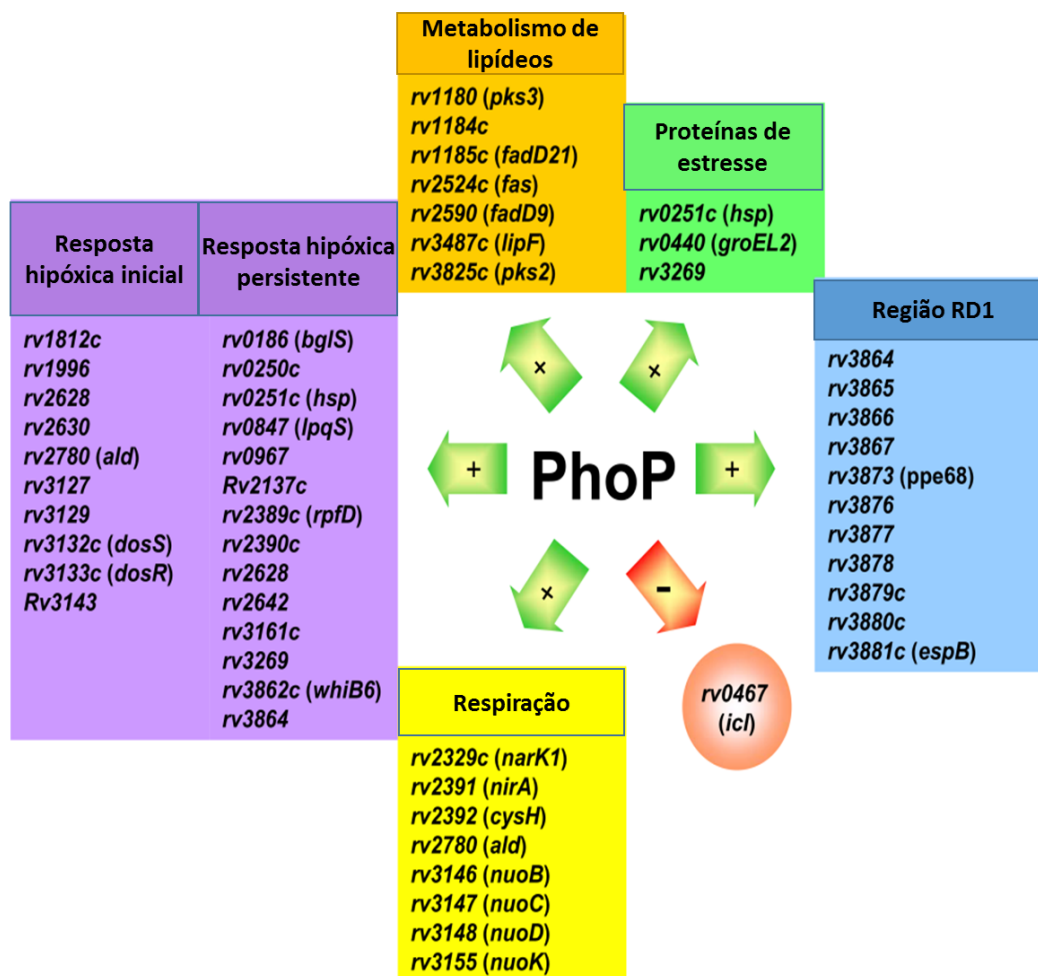 Metabolismo de
lipídeos
rv1180 (pks3)
rv1184c
rv1185c (fadD21)
rv2524c (fas)
rv2590 (fadD9)
rv3487c (lipF)
rv3825c (pks2)
Proteínas de
estresse
rv0251c (hsp)
rv0440 (groEL2)
rv3269
Resposta
hipóxica inicial
rv1812c
rv1996
rv2628
rv2630
rv2780 (ald)
rv3127
rv3129
rv3132c (dosS)
rv3133c (dosR)
Rv3143
Resposta hipóxica
persistente
rv0186 (bglS)
rv0250c
rv0251c (hsp)
rv0847 (lpqS)
rv0967
Rv2137c
rv2389c (rpfD)
rv2390c
rv2628
rv2642
rv3161c
rv3269
rv3862c (whiB6)
rv3864
+
+
+
PhoP
+
+
-
Região RD1
rv3864
rv3865
rv3866
rv3867
rv3873 (ppe68)
rv3876
rv3877
rv3878
rv3879c
rv3880c
rv3881c (espB)
rv0467
(icl)
Respiração
rv2329c (narK1)
rv2391 (nirA)
rv2392 (cysH)
rv2780 (ald)
rv3146 (nuoB)
rv3147 (nuoC)
rv3148 (nuoD)
rv3155 (nuoK)